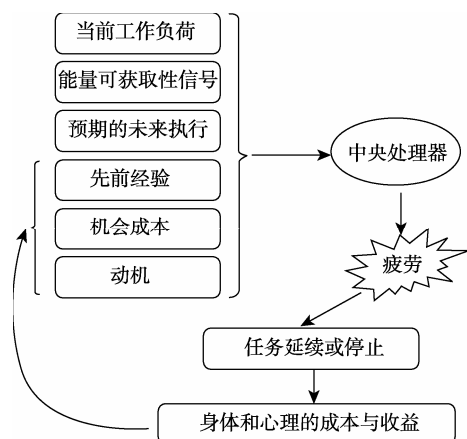 当前工作负荷
能量可获取性信号
预期的未来执行
先前经验
机会成本
动机
中央处理器
疲劳
任务延续或停止
身体和心理的成本与收益